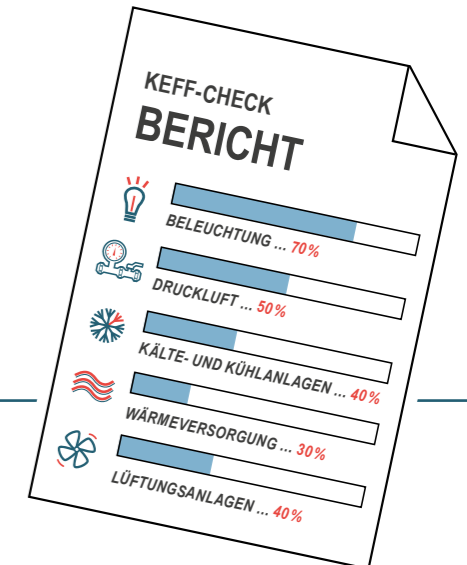 KEFF-CHECK
BERICHT
BELEUCHTUNG ... 70%
DRUCKLUFT ... 50%
KÄLTE- UND KÜHLANLAGEN ... 40%
WÄRMEVERSORGUNG ... 30%
LÜFTUNGSANLAGEN ... 40%